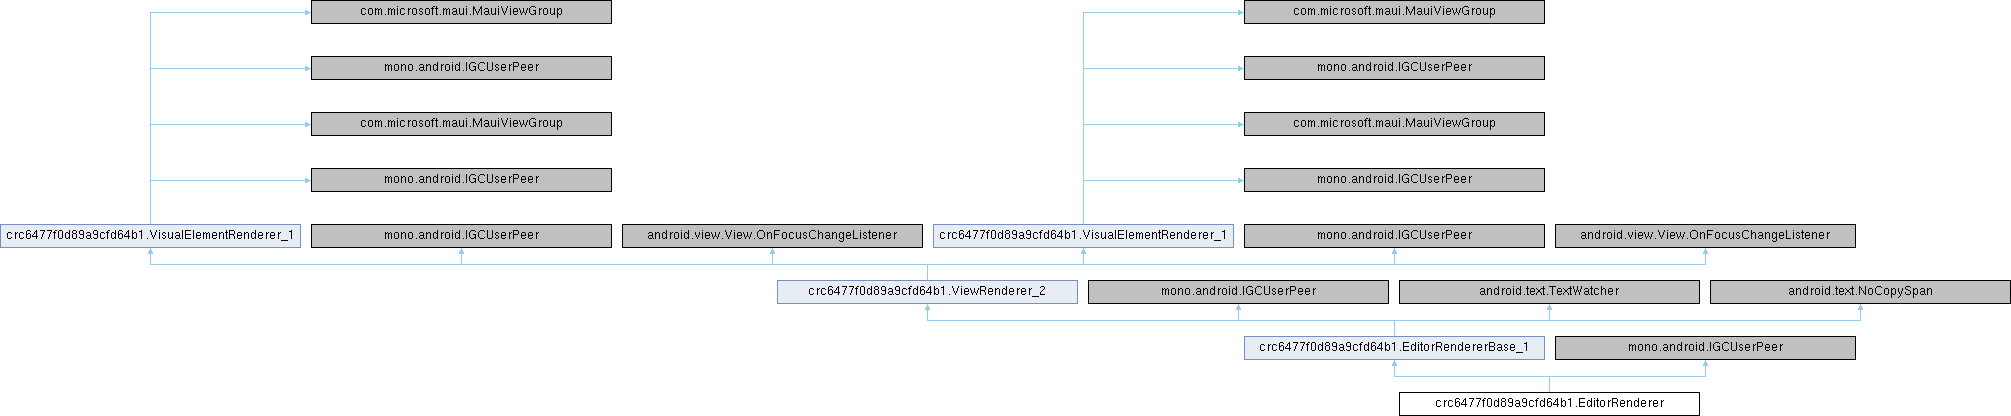 com.microsoft.maui.MauiViewGroup com.microsoft.maui.MauiViewGroup
mono.android.IGCUserPeer mono.android.IGCUserPeer
com.microsoft.maui.MauiViewGroup com.microsoft.maui.MauiViewGroup
mono.android.IGCUserPeer mono.android.IGCUserPeer
crc6477f0d89a9cfd64b1.VisualElementRenderer_1 mono.android.IGCUserPeer android.view.View.OnFocusChangeListener crc6477f0d89a9cfd64b1.VisualElementRenderer_1 mono.android.IGCUserPeer android.view.View.OnFocusChangeListener
crc6477f0d89a9cfd64b1.ViewRenderer_2 mono.android.IGCUserPeer android.text.TextWatcher android.text.NoCopySpan
crc6477f0d89a9cfd64b1.EditorRendererBase_1 mono.android.IGCUserPeer
crc6477f0d89a9cfd64b1.EditorRenderer